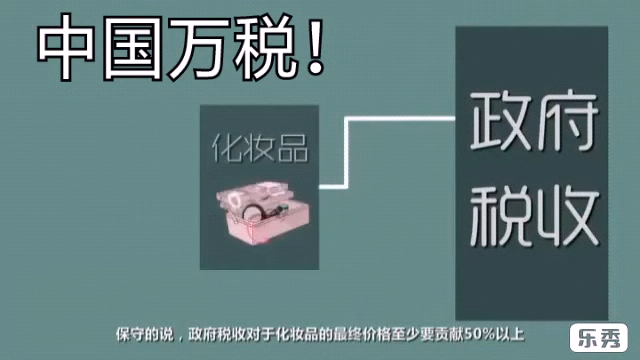 中国万税！
化妆品
政府
税收
保守的说，政府税收对于化妆品的最终价格至少要贡献50%以上
乐秀